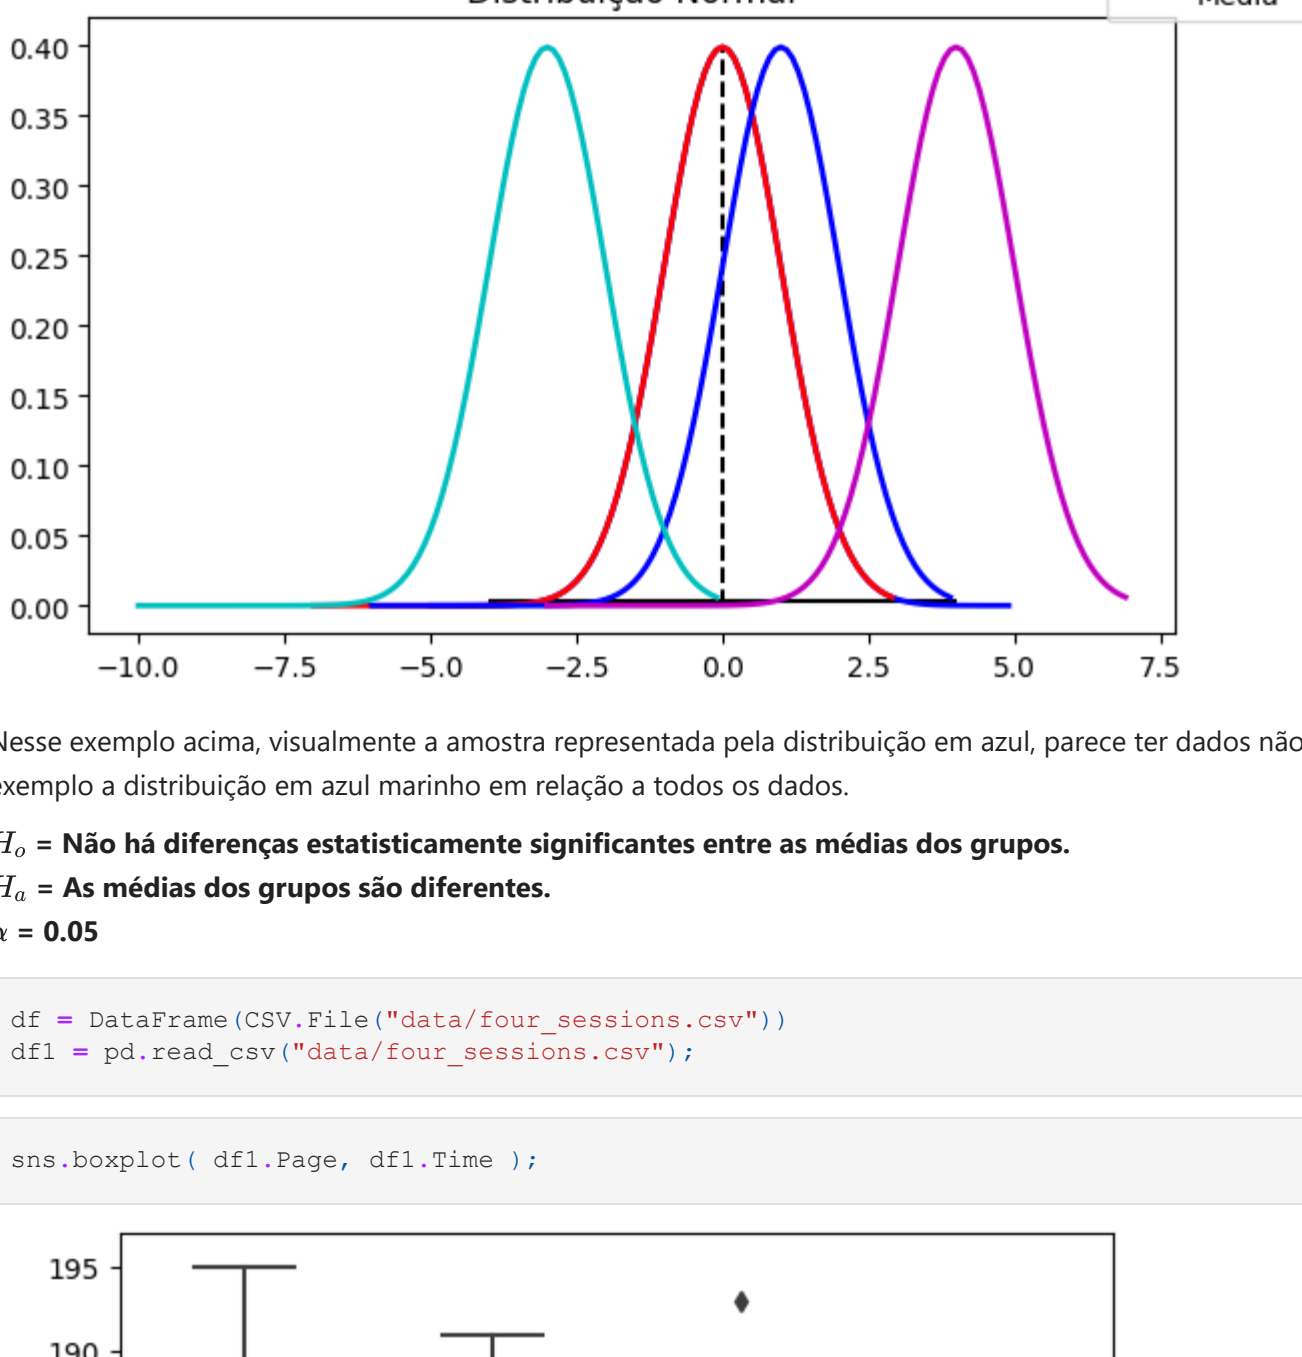 0.40
0.35
0.30
0.25
0.20
0.15
0.10
0.05
0.00
−10.0 −7.5 −5.0 −2.5 0.0 2.5 5.0 7.5
Nesse exemplo acima, visualmente a amostra representada pela distribuição em azul, parece ter dados não
exemplo a distribuição em azul marinho em relação a todos os dados.
H₀ = Não há diferenças estatisticamente significantes entre as médias dos grupos.
Hₐ = As médias dos grupos são diferentes.
α = 0.05
df = DataFrame(CSV.File("data/four_sessions.csv"))
df1 = pd.read_csv("data/four_sessions.csv");
sns.boxplot( df1.Page, df1.Time );
195
190